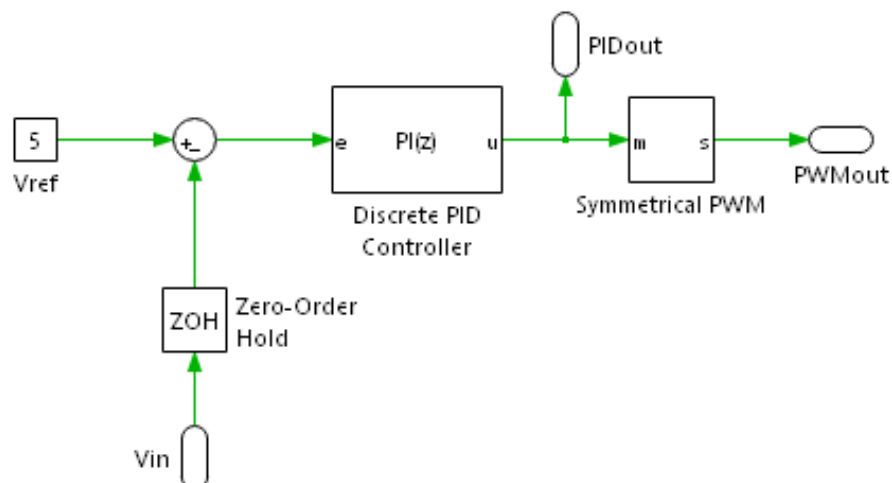 PIDout
5
+
-
e
PI(z)
u
m
s
Vref
PWMout
Discrete PID
Controller
Symmetrical PWM
ZOH
Zero-Order
Hold
Vin